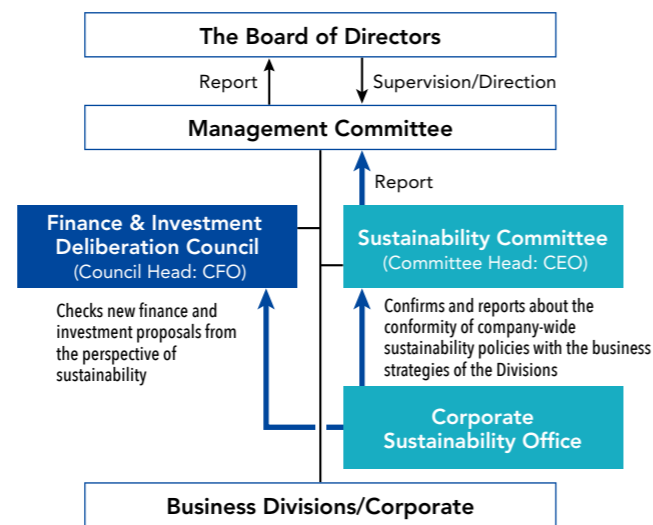 The Board of Directors
Report
Supervision/Direction
Management Committee
Report
Finance & Investment
Deliberation Council
(Council Head: CFO)
Sustainability Committee
(Committee Head: CEO)
Checks new finance and
investment proposals from
the perspective of
sustainability
Confirms and reports about the
conformity of company-wide
sustainability policies with the business
strategies of the Divisions
Corporate
Sustainability Office
Business Divisions/Corporate